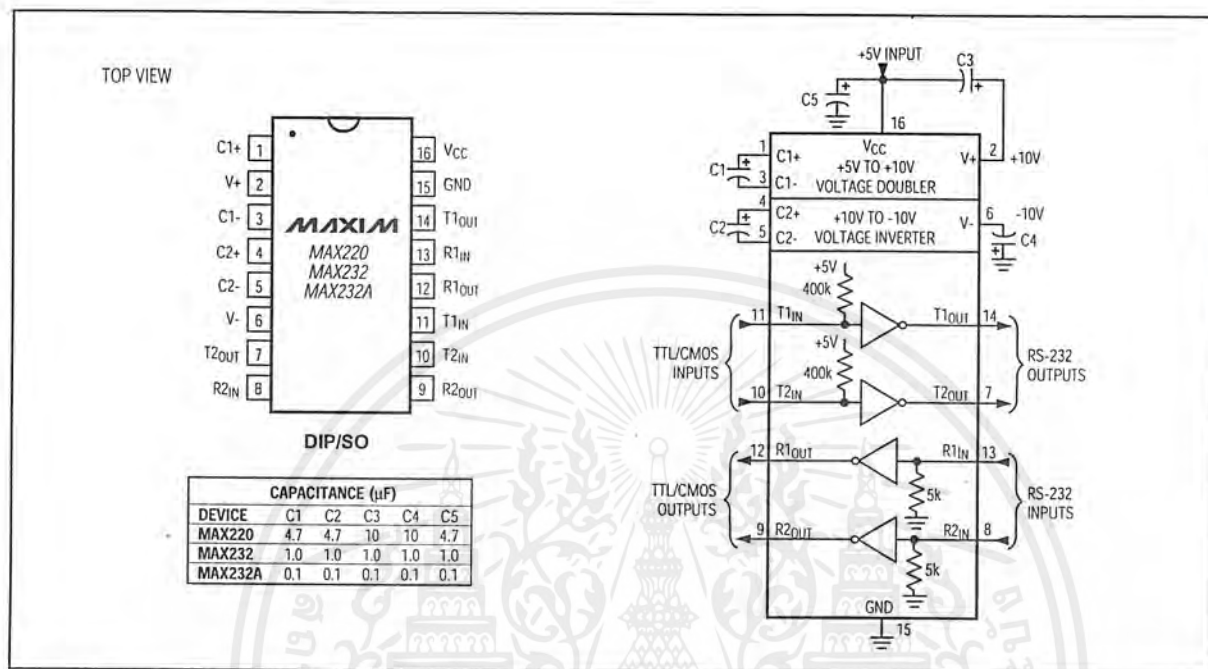 TOP VIEW
C1+ 1
V+ 2
C1- 3
C2+ 4
C2- 5
V- 6
T2OUT 7
R2IN 8
MAXIM
MAX220
MAX232
MAX232A
16 VCC
15 GND
14 T1OUT
13 R1IN
12 R1OUT
11 T1IN
10 T2IN
9 R2OUT
DIP/SO
CAPACITANCE (µF)
DEVICE C1 C2 C3 C4 C5
MAX220 4.7 4.7 10 10 4.7
MAX232 1.0 1.0 1.0 1.0 1.0
MAX232A 0.1 0.1 0.1 0.1 0.1
+5V INPUT
C3
C5
16
1
C1+
C1
3
C1-
VCC
+5V TO +10V
VOLTAGE DOUBLER
V+
2
+10V
4
C2+
C2
5
C2-
+10V TO -10V
VOLTAGE INVERTER
V-
6
-10V
C4
+5V
400k
11 T1IN
T1OUT 14
TTL/CMOS
INPUTS
+5V
400k
RS-232
OUTPUTS
10 T2IN
T2OUT 7
12 R1OUT
R1IN 13
TTL/CMOS
OUTPUTS
5k
RS-232
INPUTS
9 R2OUT
R2IN 8
5k
GND
15